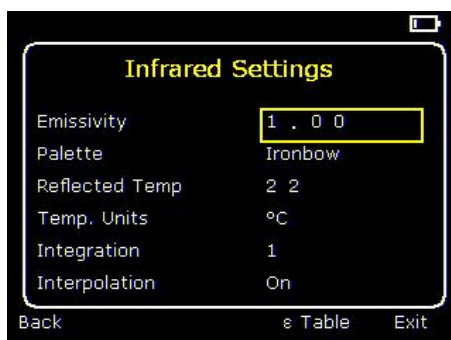 Infrared Settings
Emissivity 1 . 0 0
Palette Ironbow
Reflected Temp 2 2
Temp. Units ºC
Integration 1
Interpolation On
Back ε Table Exit